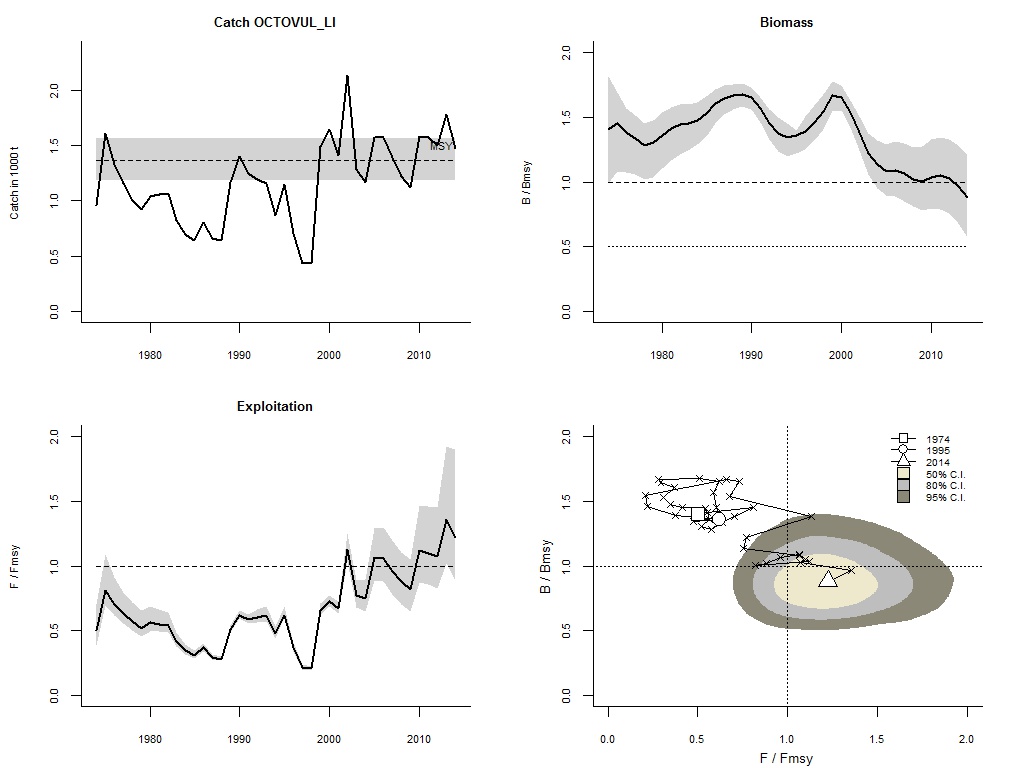 Catch OCTOVUL_LI
Catch in 1000 t
2.0
1.5
1.0
0.5
0.0
MSY
1980 1990 2000 2010
Biomass
B / Bmsy
2.0
1.5
1.0
0.5
0.0
1980 1990 2000 2010
Exploitation
F / Fmsy
2.0
1.5
1.0
0.5
0.0
1980 1990 2000 2010
B / Bmsy
2.0
1.5
1.0
0.5
0.0
1974
1995
2014
50% C.I.
80% C.I.
95% C.I.
0.0 0.5 1.0 1.5 2.0
F / Fmsy